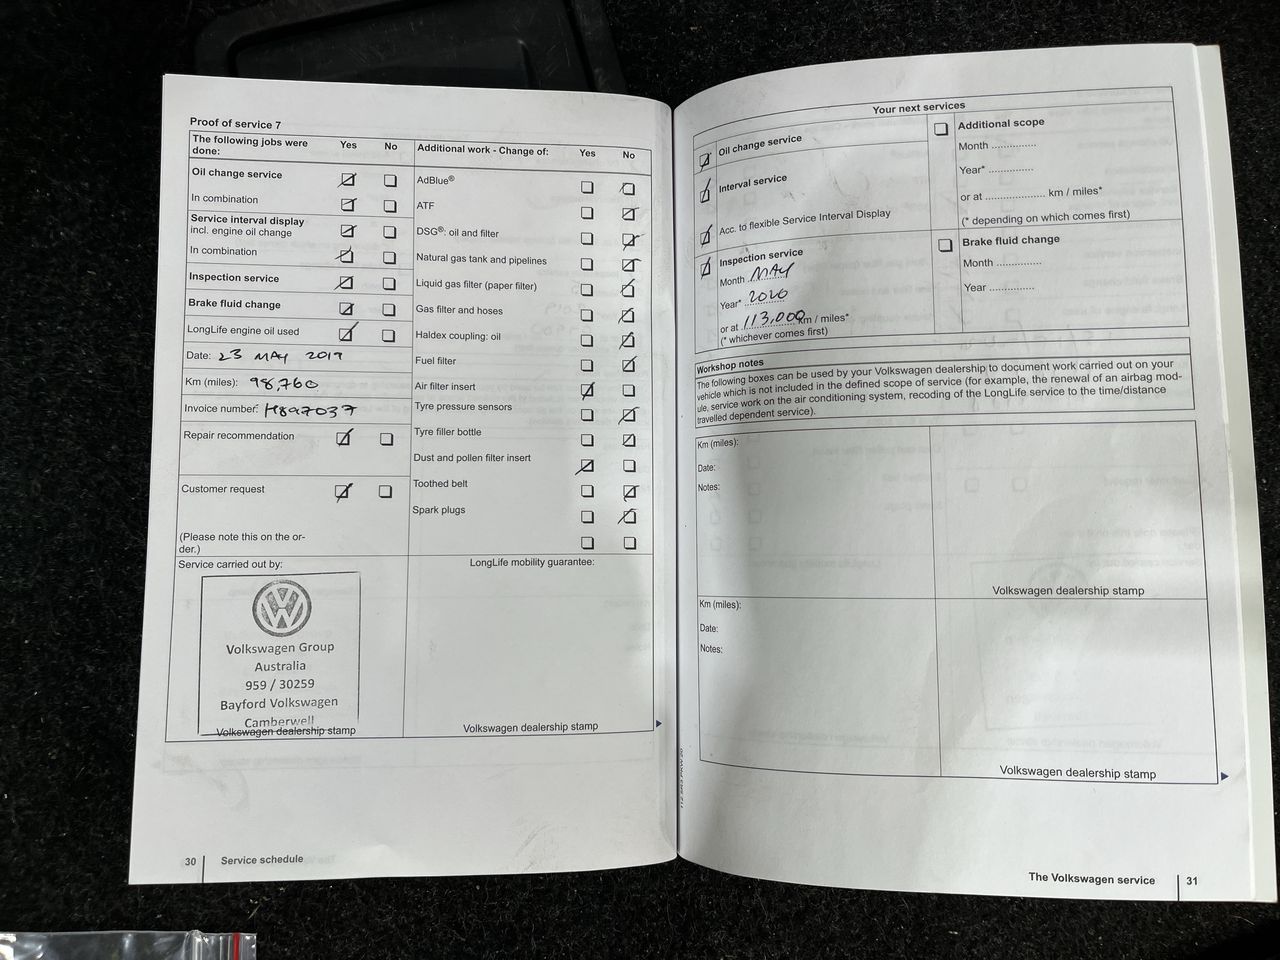 Proof of service 7
The following jobs were done: Yes No
Oil change service
In combination
Service interval display
incl. engine oil change
In combination
Inspection service
Brake fluid change
LongLife engine oil used
Date: 23 MAY 2019
Km (miles): 98,760
Invoice number: H897037
Repair recommendation
Customer request
(Please note this on the or-
der.)
Additional work - Change of: Yes No
AdBlue®
ATF
DSG®: oil and filter
Natural gas tank and pipelines
Liquid gas filter (paper filter)
Gas filter and hoses
Haldex coupling: oil
Fuel filter
Air filter insert
Tyre pressure sensors
Tyre filler bottle
Dust and pollen filter insert
Toothed belt
Spark plugs
Service carried out by:
Volkswagen Group
Australia
959 / 30259
Bayford Volkswagen
Camberwell
Volkswagen dealership stamp
LongLife mobility guarantee:
Volkswagen dealership stamp
30 Service schedule
Your next services
Oil change service
Interval service
Acc. to flexible Service Interval Display
Inspection service
Month MAY
Year* 2020
or at 113,000 km / miles*
(* whichever comes first)
Additional scope
Month ...............
Year* ...............
or at .................... km / miles*
(* depending on which comes first)
Brake fluid change
Month ...............
Year ...............
Workshop notes
The following boxes can be used by your Volkswagen dealership to document work carried out on your
vehicle which is not included in the defined scope of service (for example, the renewal of an airbag mod-
ule, service work on the air conditioning system, recoding of the LongLife service to the time/distance
travelled dependent service).
Km (miles):
Date:
Notes:
Volkswagen dealership stamp
Km (miles):
Date:
Notes:
Volkswagen dealership stamp
The Volkswagen service 31